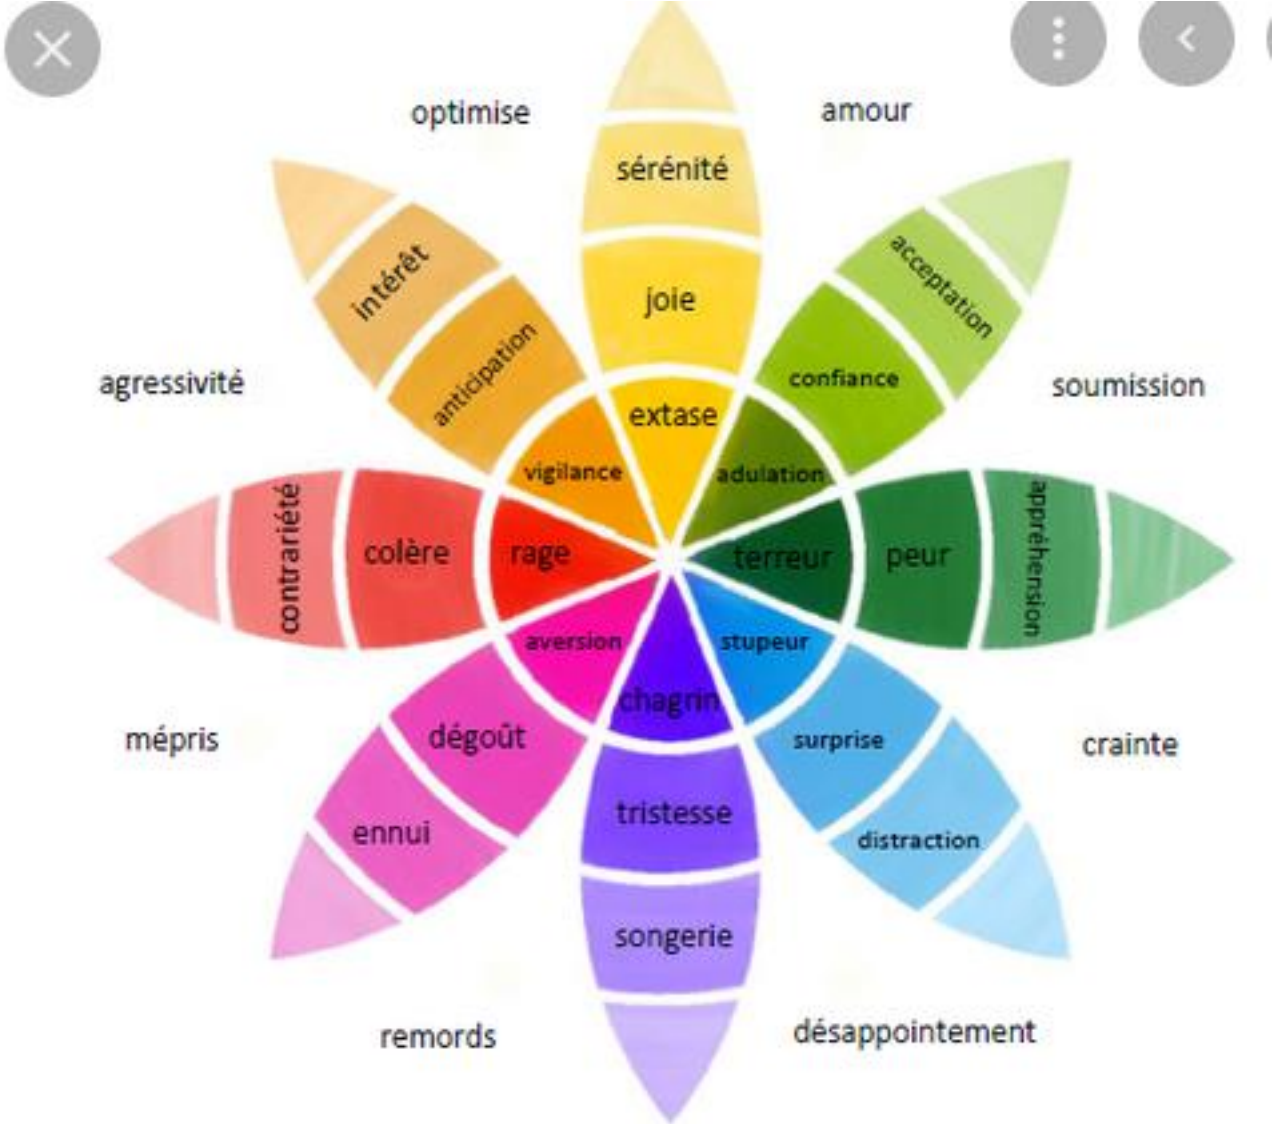 optimise
amour
sérénité
intérêt
acceptation
joie
anticipation
confiance
agressivité
soumission
extase
vigilance
adulation
contrariété
colère
rage
terreur
peur
appréhension
aversion
stupeur
chagrin
mépris
dégoût
surprise
crainte
tristesse
ennui
distraction
songerie
remords
désappointement